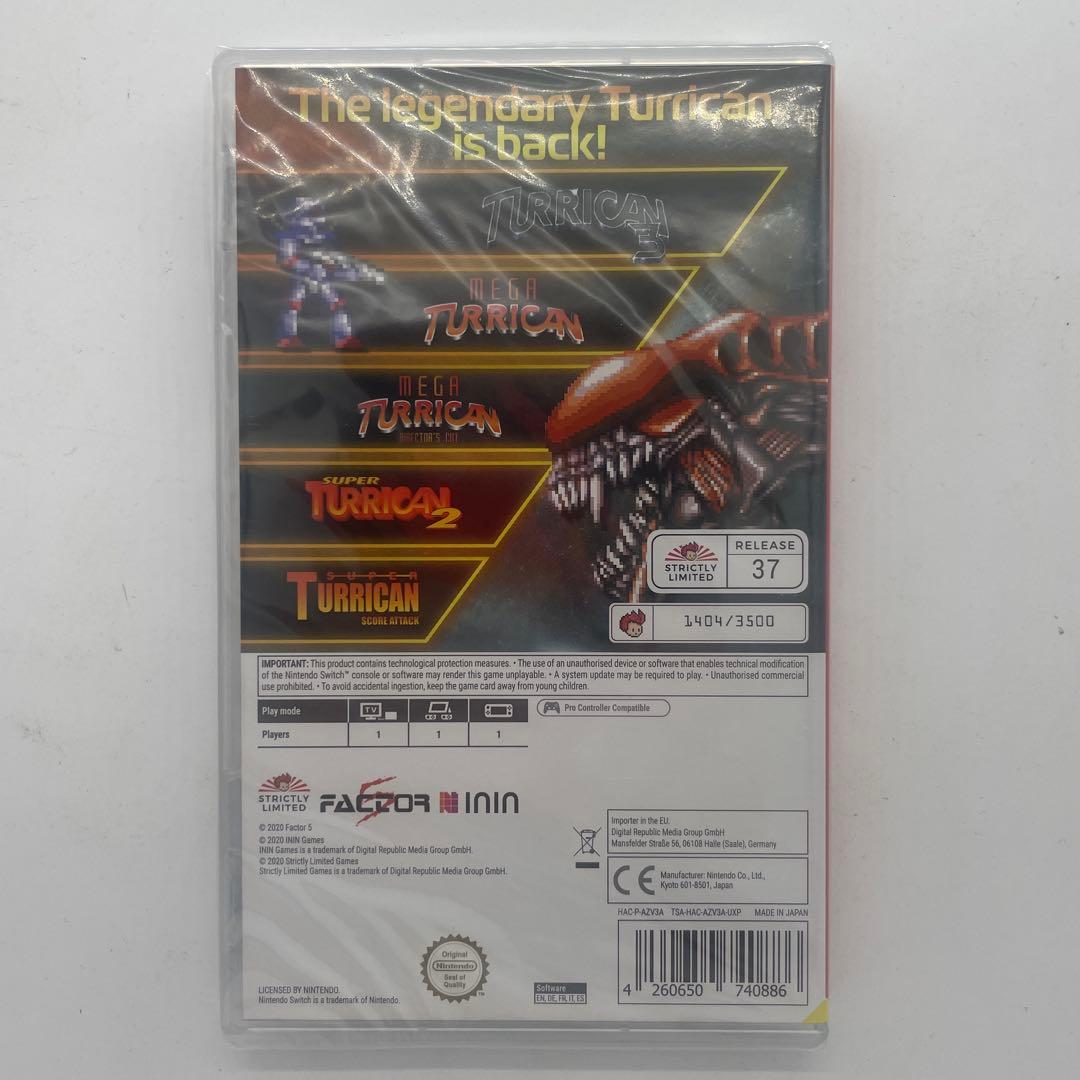 The legendary Turrican
is back!
TURRICAN
3
MEGA
TURRICAN
MEGA
TURRICAN
DIRECTOR'S CUT
SUPER
TURRICAN 2
SUPER
TURRICAN
SCORE ATTACK
STRICTLY
LIMITED
RELEASE
37
1404/3500
IMPORTANT: This product contains technological protection measures. • The use of an unauthorised device or software that enables technical modification
of the Nintendo Switch™ console or software may render this game unplayable. • A system update may be required to play. • Unauthorised commercial
use prohibited. • To avoid accidental ingestion, keep the game card away from young children.
Play mode TV
Players 1 1 1
Pro Controller Compatible
STRICTLY
LIMITED
FACTOR 5
ININ
© 2020 Factor 5
© 2020 ININ Games
ININ Games is a trademark of Digital Republic Media Group GmbH.
© 2020 Strictly Limited Games
Strictly Limited Games is a trademark of Digital Republic Media Group GmbH.
Importer in the EU:
Digital Republic Media Group GmbH
Mansfelder Straße 56, 06108 Halle (Saale), Germany
CE
Manufacturer: Nintendo Co., Ltd.,
Kyoto 601-8501, Japan
HAC-P-AZV3A TSA-HAC-AZV3A-UXP MADE IN JAPAN
Original
Nintendo
Seal of
Quality
™
LICENSED BY NINTENDO.
Nintendo Switch is a trademark of Nintendo.
Software
EN, DE, FR, IT, ES
4 260650 740886